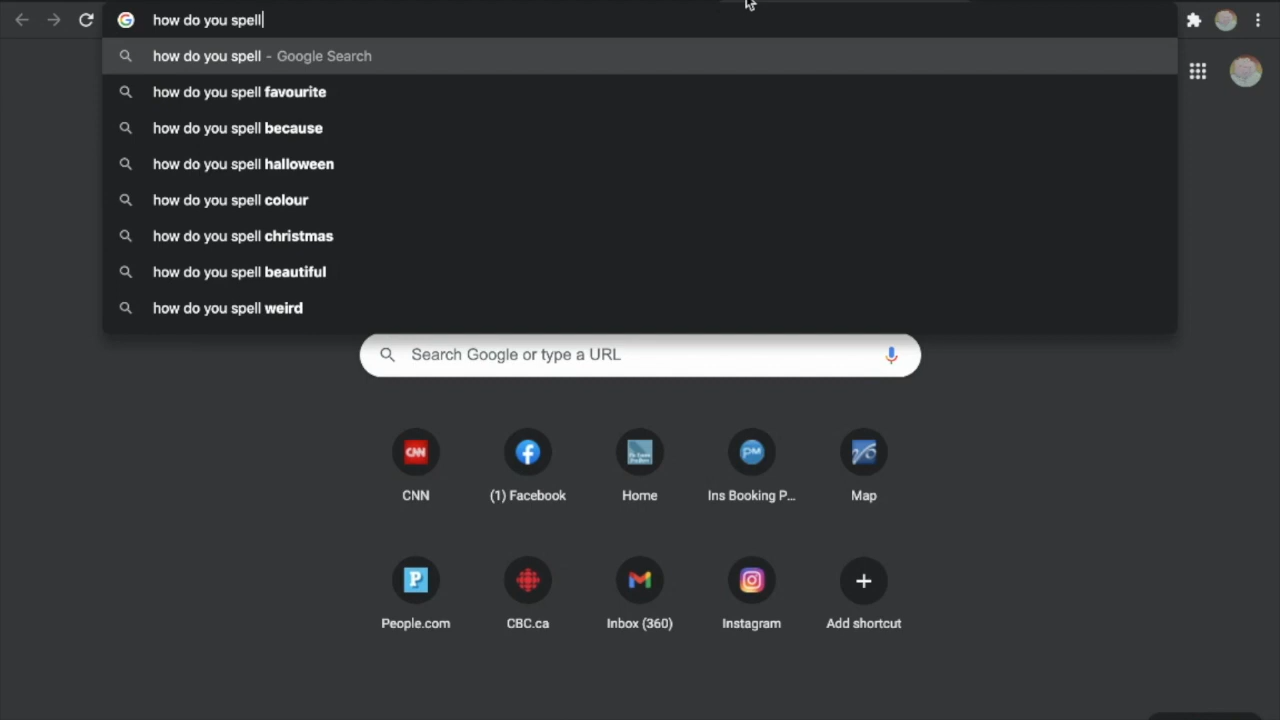 how do you spell
how do you spell - Google Search
how do you spell favourite
how do you spell because
how do you spell halloween
how do you spell colour
how do you spell christmas
how do you spell beautiful
how do you spell weird
Search Google or type a URL
CNN
CNN
(1) Facebook
Home
PM
Ins Booking P...
Map
P
People.com
CBC.ca
Inbox (360)
Instagram
Add shortcut